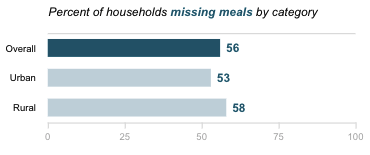 Percent of households missing meals by category
Overall 56
Urban 53
Rural 58
0 25 50 75 100